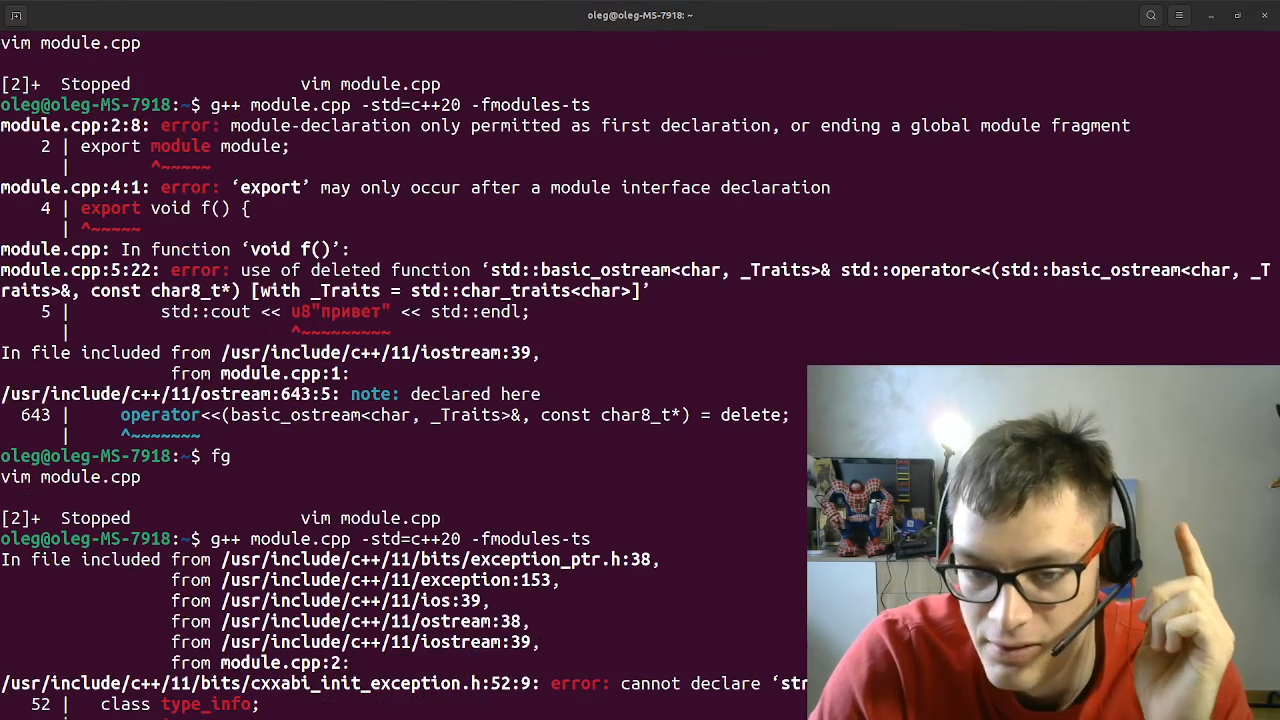 oleg@oleg-MS-7918: ~
vim module.cpp
[2]+  Stopped                 vim module.cpp
oleg@oleg-MS-7918:~$ g++ module.cpp -std=c++20 -fmodules-ts
module.cpp:2:8: error: module-declaration only permitted as first declaration, or ending a global module fragment
    2 | export module module;
      |        ^~~~~~
module.cpp:4:1: error: ‘export’ may only occur after a module interface declaration
    4 | export void f() {
      | ^~~~~~
module.cpp: In function ‘void f()’:
module.cpp:5:22: error: use of deleted function ‘std::basic_ostream<char, _Traits>& std::operator<<(std::basic_ostream<char, _T
raits>&, const char8_t*) [with _Traits = std::char_traits<char>]’
    5 |         std::cout << u8"привет" << std::endl;
      |                      ^~~~~~~~~~
In file included from /usr/include/c++/11/iostream:39,
                 from module.cpp:1:
/usr/include/c++/11/ostream:643:5: note: declared here
  643 |     operator<<(basic_ostream<char, _Traits>&, const char8_t*) = delete;
      |     ^~~~~~~~
oleg@oleg-MS-7918:~$ fg
vim module.cpp
[2]+  Stopped                 vim module.cpp
oleg@oleg-MS-7918:~$ g++ module.cpp -std=c++20 -fmodules-ts
In file included from /usr/include/c++/11/bits/exception_ptr.h:38,
                 from /usr/include/c++/11/exception:153,
                 from /usr/include/c++/11/ios:39,
                 from /usr/include/c++/11/ostream:38,
                 from /usr/include/c++/11/iostream:39,
                 from module.cpp:2:
/usr/include/c++/11/bits/cxxabi_init_exception.h:52:9: error: cannot declare ‘str
   52 |   class type_info;